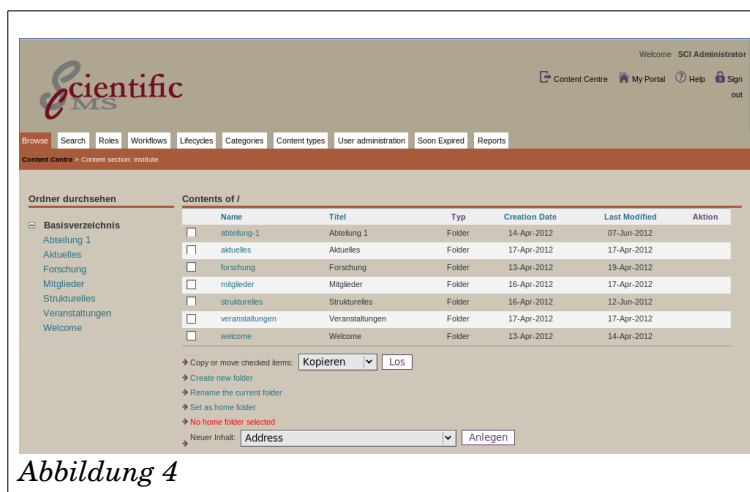 Welcome SCI Administrator
Scientific
CMS
Content Centre My Portal Help Sign out
Browse Search Roles Workflows Lifecycles Categories Content types User administration Soon Expired Reports
Content Centre > Content section: institute
Ordner durchsehen
Basisverzeichnis
Abteilung 1
Aktuelles
Forschung
Mitglieder
Strukturelles
Veranstaltungen
Welcome
Contents of /
Name Titel Typ Creation Date Last Modified Aktion
abteilung-1 Abteilung 1 Folder 14-Apr-2012 07-Jun-2012
aktuelles Aktuelles Folder 17-Apr-2012 17-Apr-2012
forschung Forschung Folder 13-Apr-2012 19-Apr-2012
mitglieder Mitglieder Folder 16-Apr-2012 17-Apr-2012
strukturelles Strukturelles Folder 16-Apr-2012 12-Jun-2012
veranstaltungen Veranstaltungen Folder 17-Apr-2012 17-Apr-2012
welcome Welcome Folder 13-Apr-2012 14-Apr-2012
Copy or move checked items: Kopieren Los
Create new folder
Rename the current folder
Set as home folder
No home folder selected
Neuer Inhalt: Address Anlegen
Abbildung 4